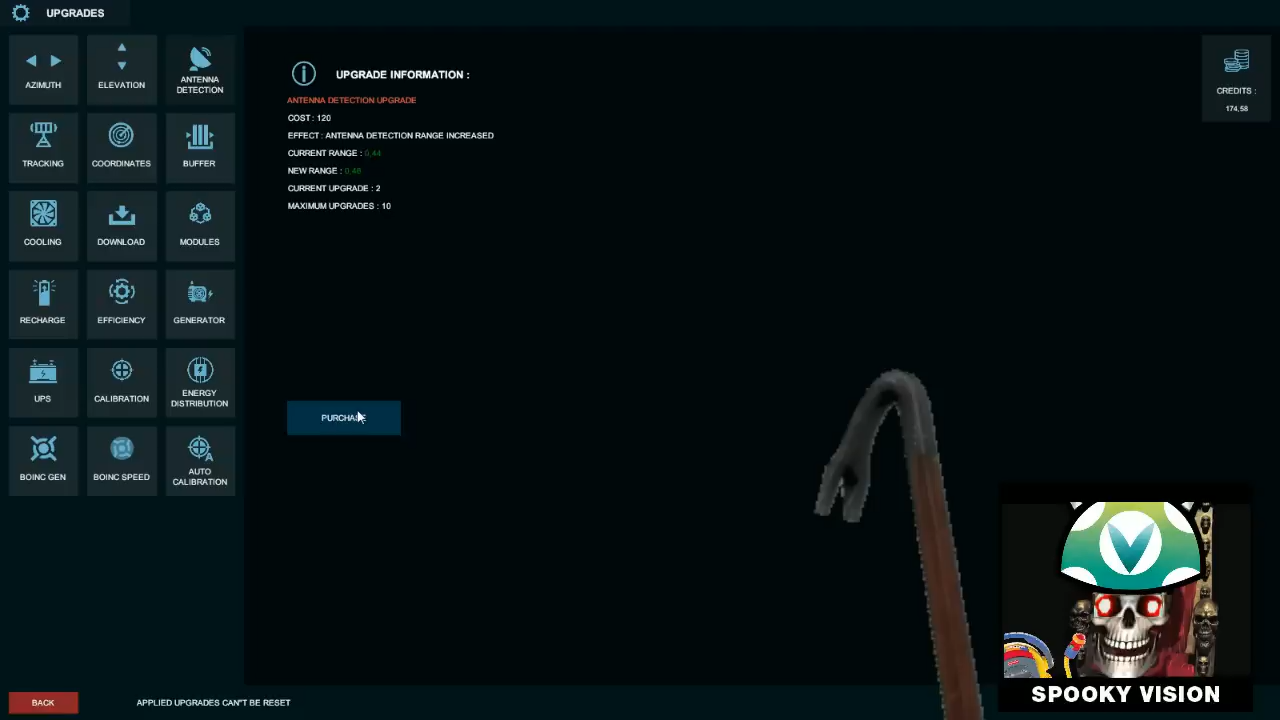 UPGRADES
AZIMUTH
ELEVATION
ANTENNA
DETECTION
TRACKING
COORDINATES
BUFFER
COOLING
DOWNLOAD
MODULES
RECHARGE
EFFICIENCY
GENERATOR
UPS
CALIBRATION
ENERGY
DISTRIBUTION
BOINC GEN
BOINC SPEED
AUTO
CALIBRATION
UPGRADE INFORMATION :
ANTENNA DETECTION UPGRADE
COST : 120
EFFECT : ANTENNA DETECTION RANGE INCREASED
CURRENT RANGE : 0,44
NEW RANGE : 0,48
CURRENT UPGRADE : 2
MAXIMUM UPGRADES : 10
PURCHASE
CREDITS :
174,58
BACK
APPLIED UPGRADES CAN"T BE RESET
SPOOKY VISION